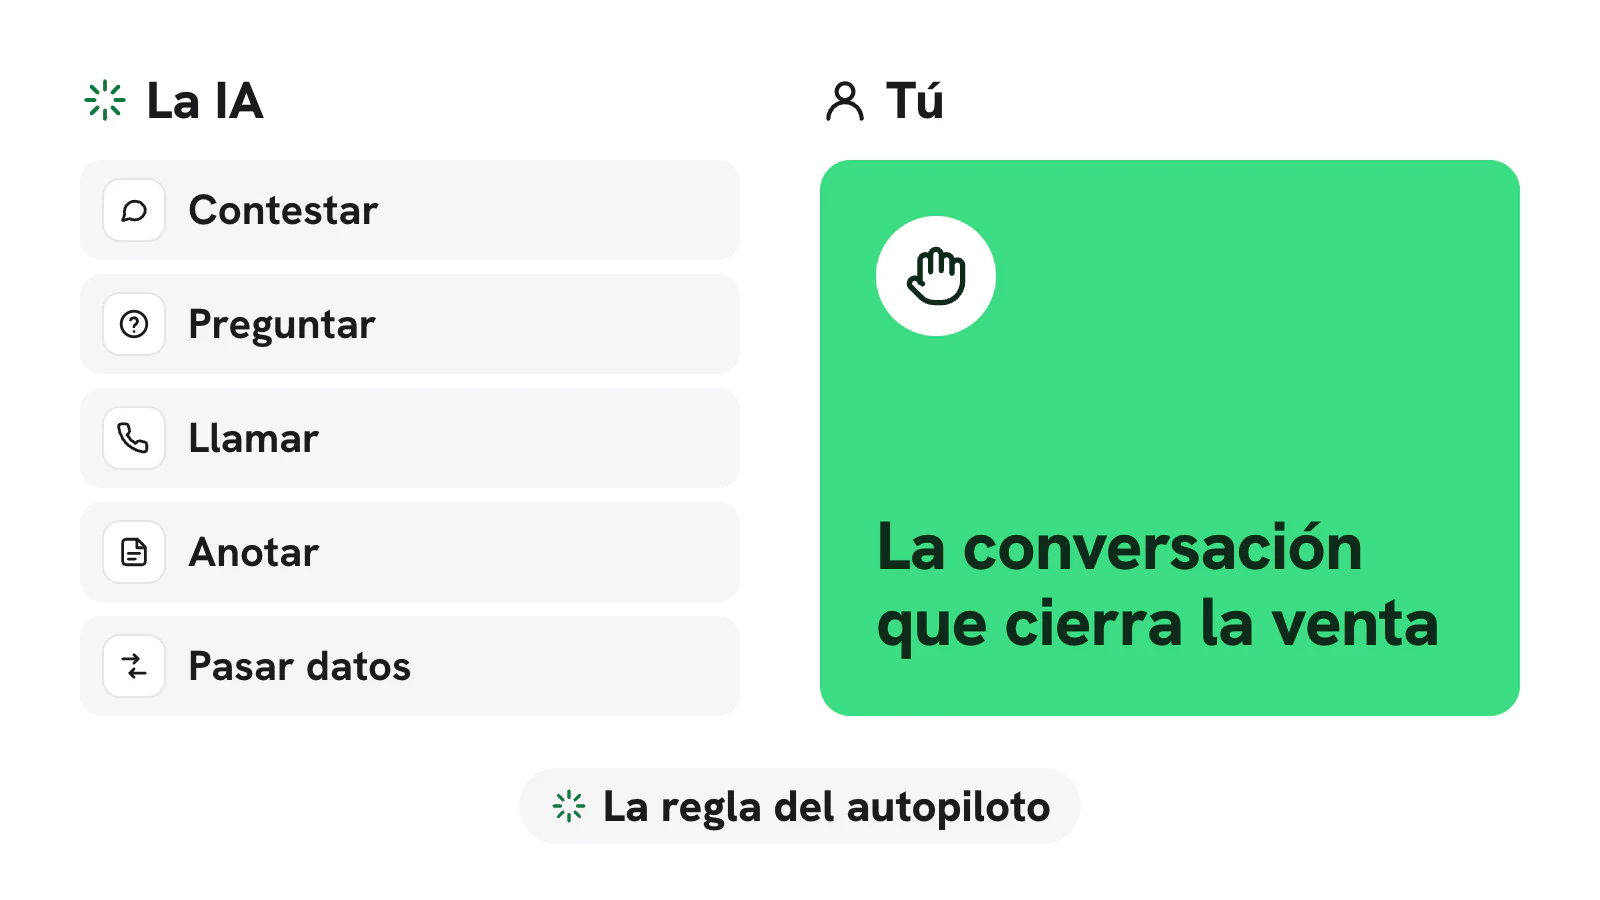 La IA
Contestar
Preguntar
Llamar
Anotar
Pasar datos
Tú
La conversación
que cierra la venta
La regla del autopiloto